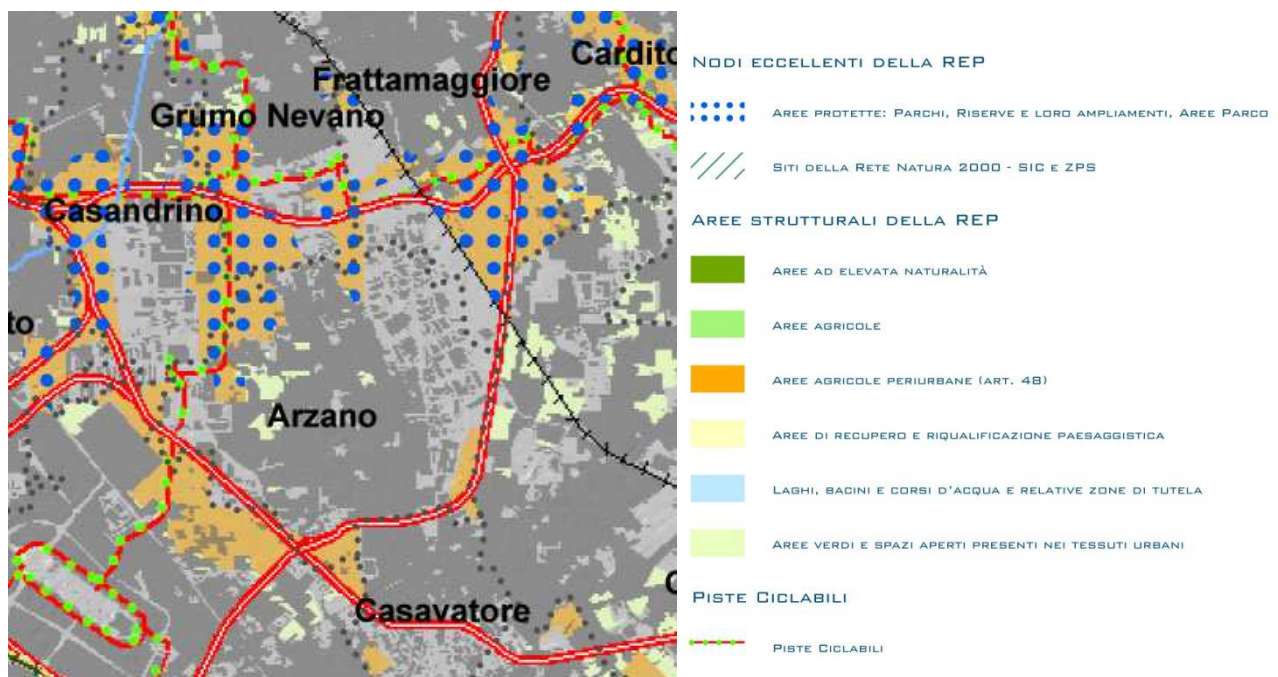 Cardito
Frattamaggiore
Grumo Nevano
Casandrino
to
Arzano
Casavatore
C
NODI ECCELLENTI DELLA REP
AREE PROTETTE: PARCHI, RISERVE E LORO AMPLIAMENTI, AREE PARCO
SITI DELLA RETE NATURA 2000 - SIC E ZPS
AREE STRUTTURALI DELLA REP
AREE AD ELEVATA NATURALITÀ
AREE AGRICOLE
AREE AGRICOLE PERIURBANE (ART. 48)
AREE DI RECUPERO E RIQUALIFICAZIONE PAESAGGISTICA
LAGHI, BACINI E CORSI D'ACQUA E RELATIVE ZONE DI TUTELA
AREE VERDI E SPAZI APERTI PRESENTI NEI TESSUTI URBANI
PISTE CICLABILI
PISTE CICLABILI